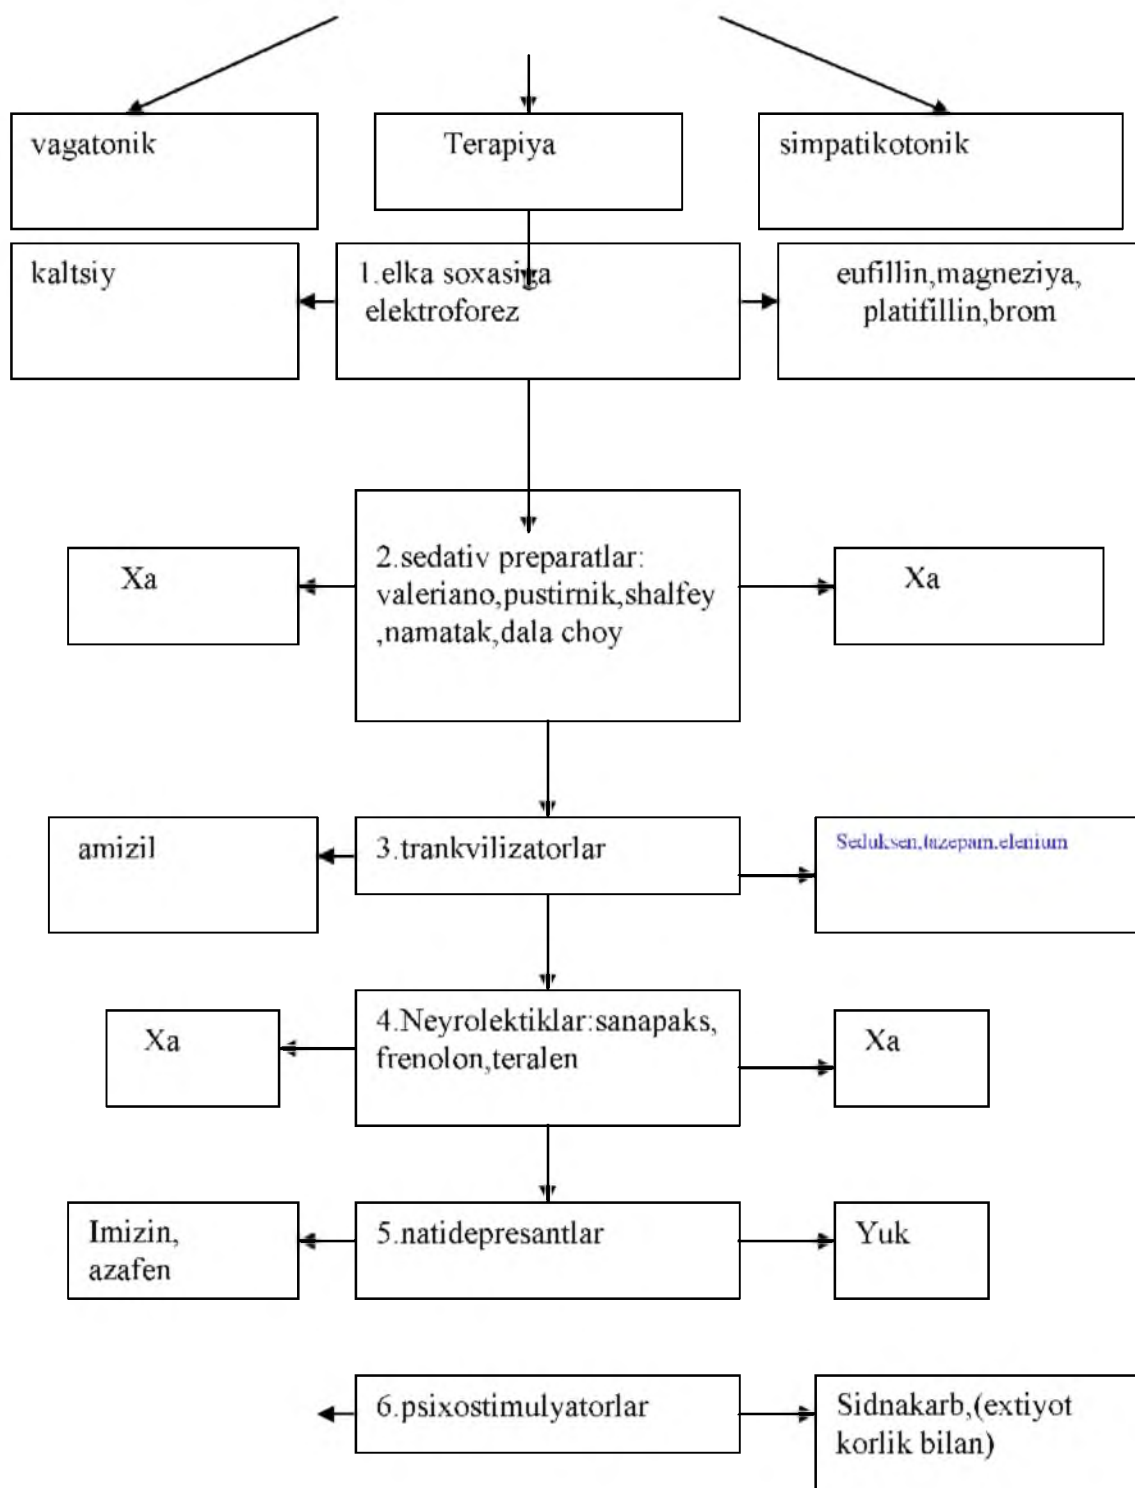 vagatonik
Terapiya
simpatikotonik
kaltsiy
1.elka soxasiga
elektroforez
eufillin,magneziya,
platifillin,brom
Xa
2.sedativ preparatlar:
valeriano,pustirnik,shalfey
,namatak,dala choy
Xa
amizil
3.trankvilizatorlar
Seduksen,tazepam,elenium
Xa
4.Neyrolektiklar:sanapaks,
frenolon,teralen
Xa
Imizin,
azafen
5.natidepresantlar
Yuk
6.psixostimulyatorlar
Sidnakarb,(extiyot
korlik bilan)